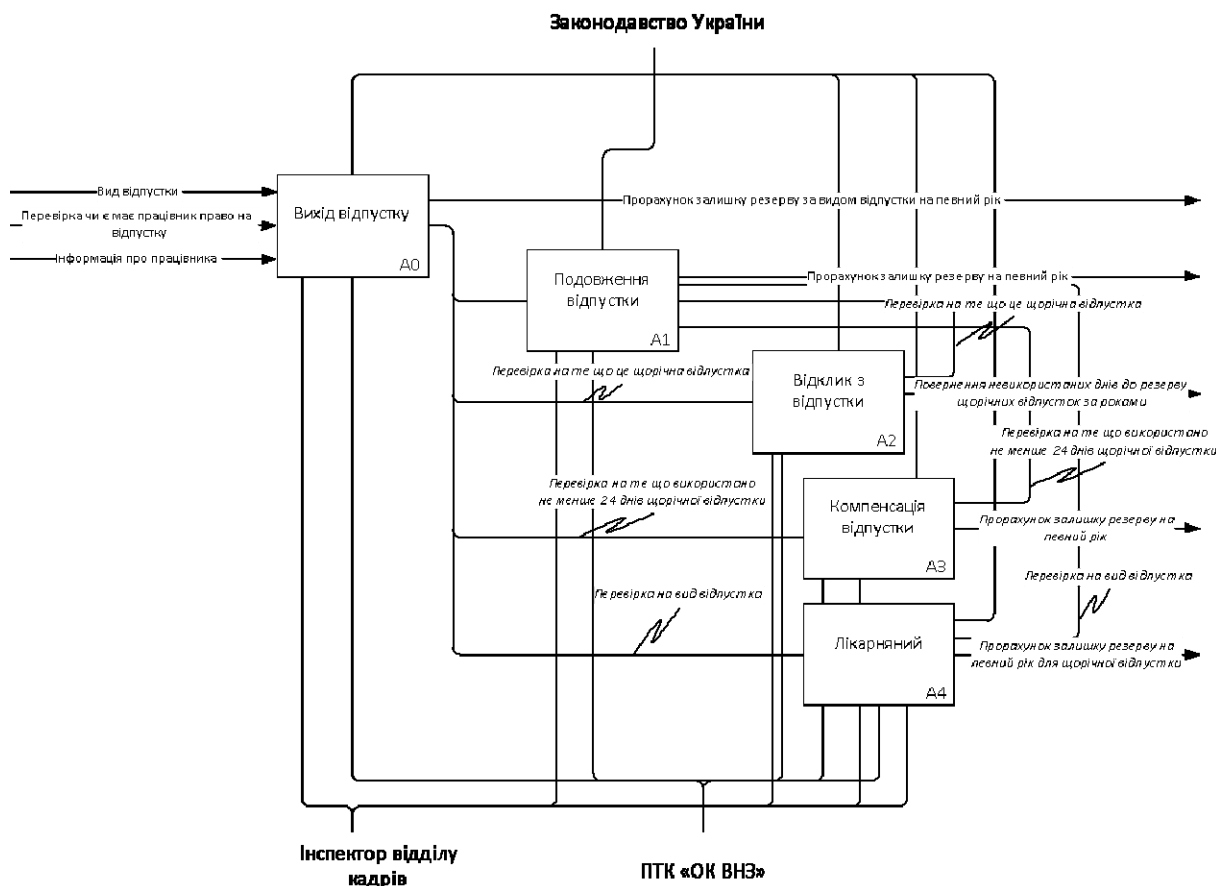 Законодавство України
Вид відпустки
Перевірка чи є має працівник право на
відпустку
Інформація про працівника
Вихід відпустку
A0
Прорахунок залишку резерву за видом відпустки на певний рік
Подовження
відпустки
A1
Прорахунок залишку резерву на певний рік
Перевірка на те що це щорічна відпустка
Перевірка на те що це щорічна відпустка
Відклик з
відпустки
A2
Повернення невикористаних днів до резерву
щорічних відпусток за роками
Перевірка на те що використано
не менше 24 днів щорічної відпустки
Перевірка на те що використано
не менше 24 днів щорічної відпустки
Компенсація
відпустки
A3
Прорахунок залишку резерву на
певний рік
Перевірка на вид відпустка
Перевірка на вид відпустка
Лікарняний
A4
Прорахунок залишку резерву на
певний рік для щорічної відпустки
Інспектор відділу
кадрів
ПТК «ОК ВНЗ»